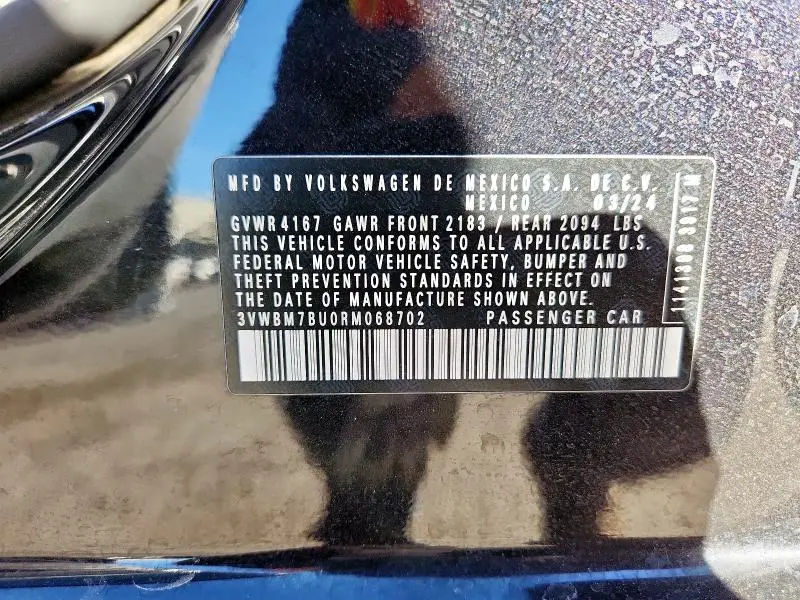 MFD BY VOLKSWAGEN DE MEXICO S.A. DE C.V.
MEXICO 03/24
GVWR 4167 GAWR FRONT 2183 / REAR 2094 LBS
THIS VEHICLE CONFORMS TO ALL APPLICABLE U.S.
FEDERAL MOTOR VEHICLE SAFETY, BUMPER AND
THEFT PREVENTION STANDARDS IN EFFECT ON
THE DATE OF MANUFACTURE SHOWN ABOVE.
3VWBM7BU0RM068702 PASSENGER CAR